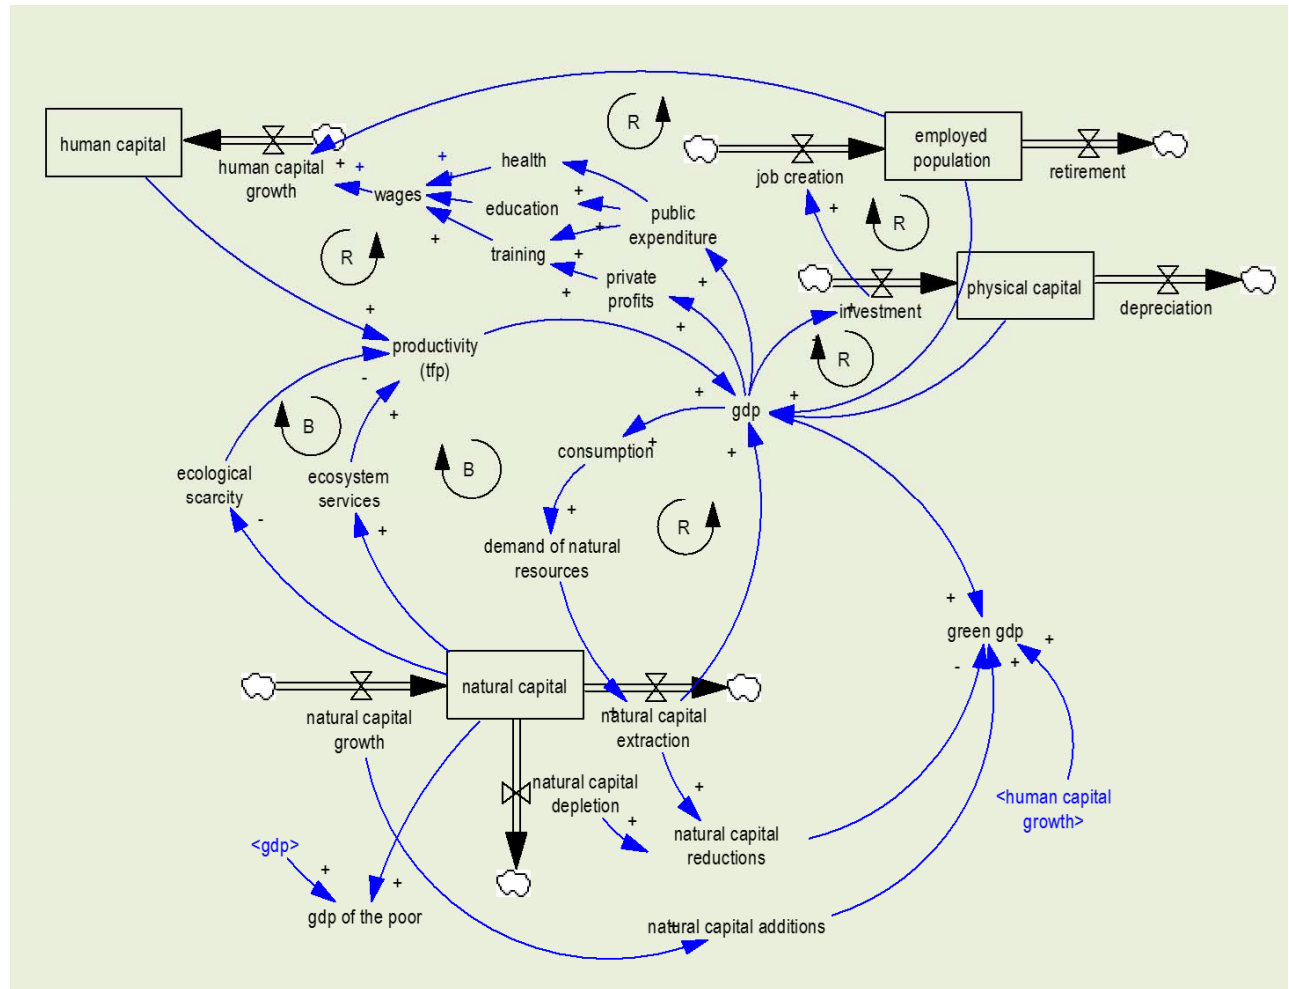 human capital
human capital
growth
wages
health
education
training
public
expenditure
private
profits
R
employed
population
job creation
retirement
R
R
physical capital
investment
depreciation
R
productivity
(tfp)
gdp
B
B
consumption
ecological
scarcity
ecosystem
services
demand of natural
resources
R
green gdp
natural capital
natural capital
growth
natural capital
extraction
natural capital
depletion
natural capital
reductions
<human capital
growth>
<gdp>
gdp of the poor
natural capital additions